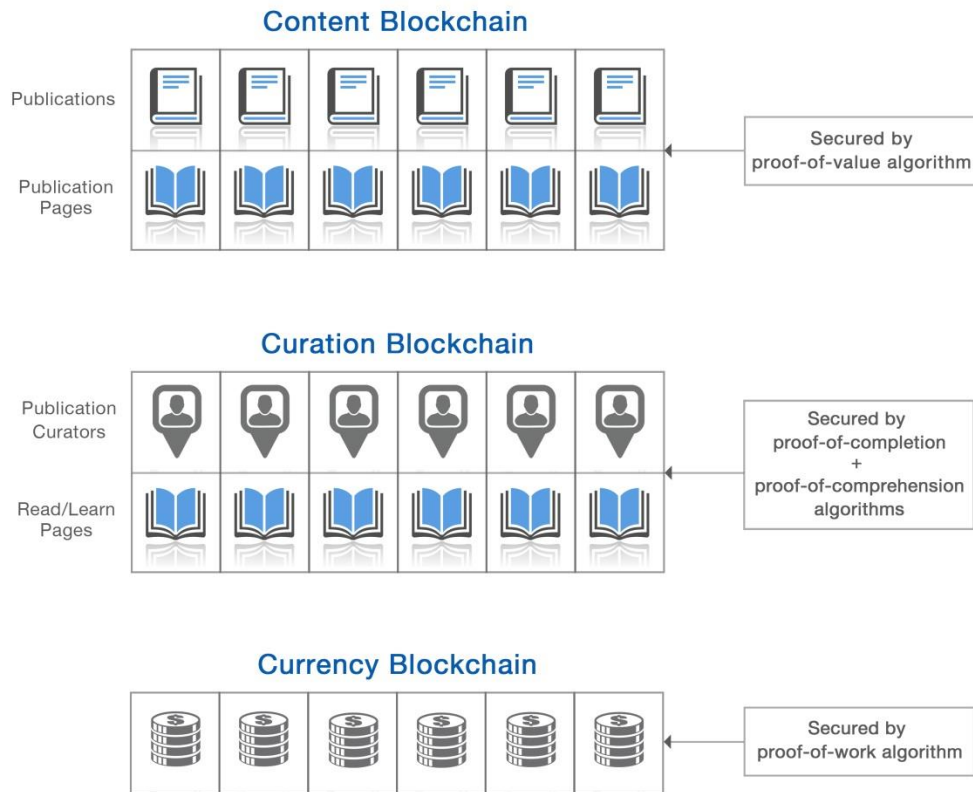 Content Blockchain
Publications
Publication
Pages
Secured by
proof-of-value algorithm
Curation Blockchain
Publication
Curators
Read/Learn
Pages
Secured by
proof-of-completion
+
proof-of-comprehension
algorithms
Currency Blockchain
$ $ $ $ $ $
Secured by
proof-of-work algorithm